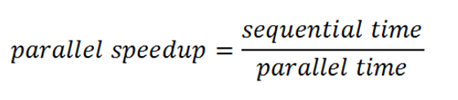 parallel speedup = sequential time / parallel time